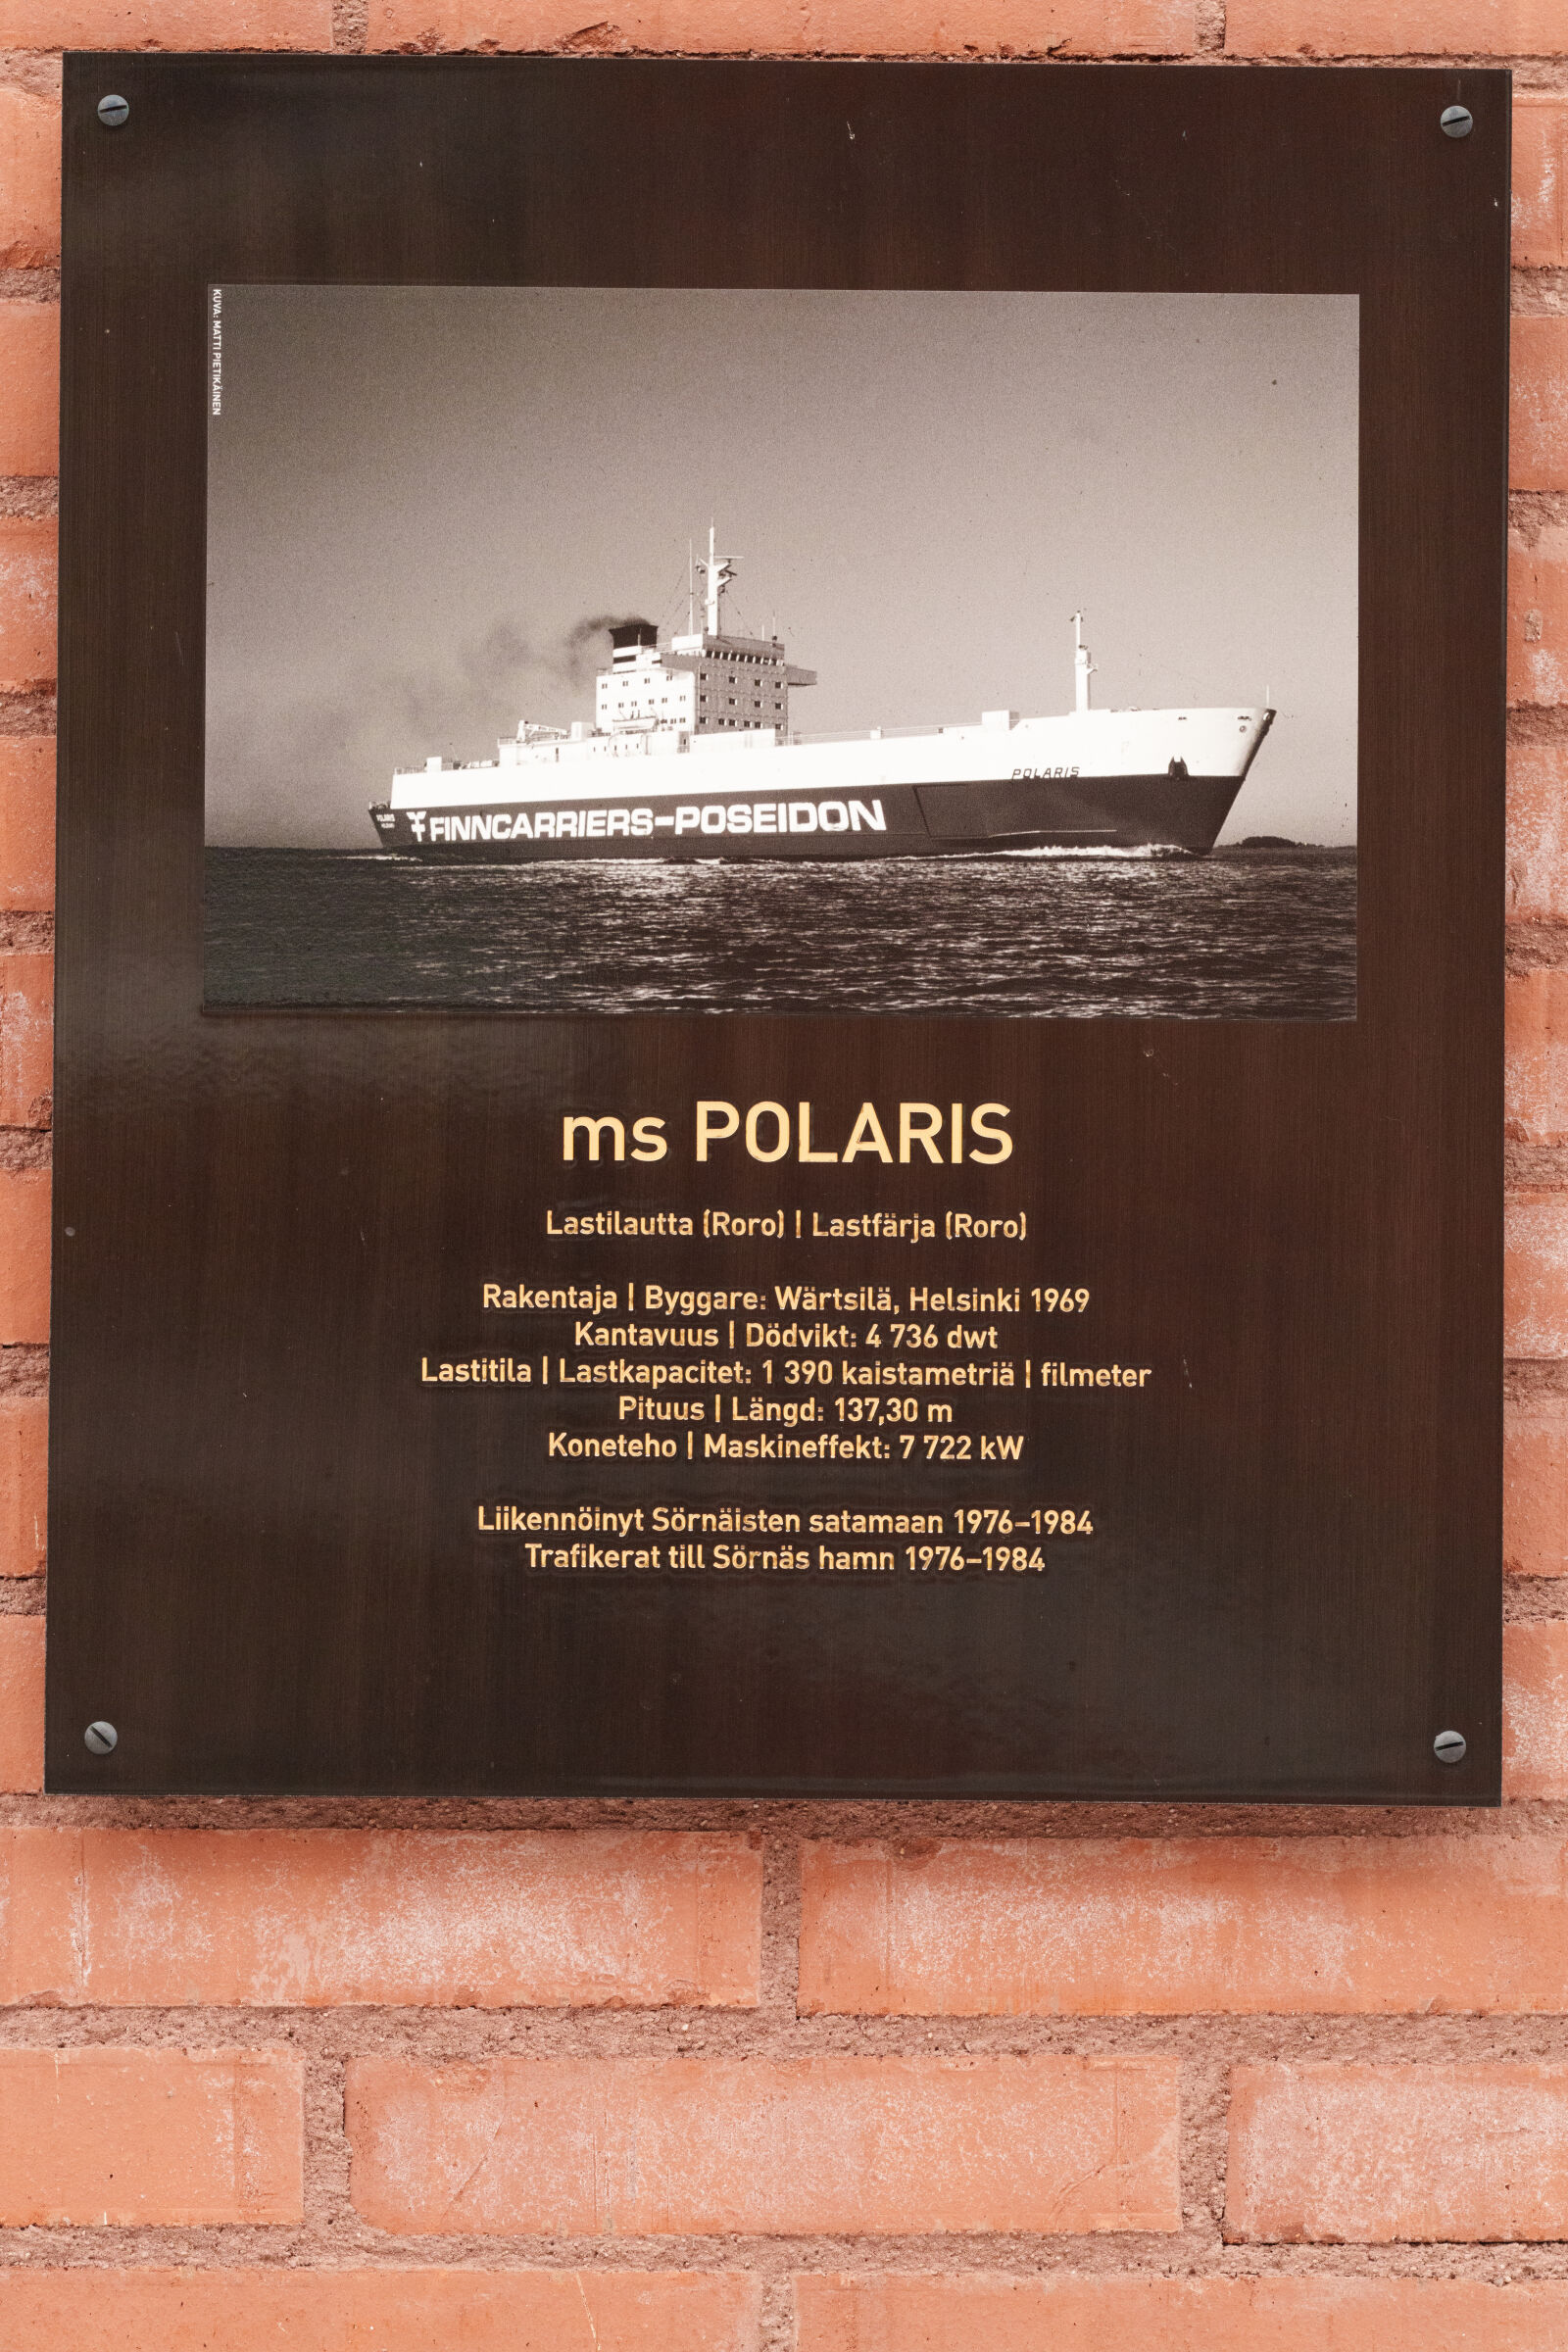 KUVA: MATTI PIETIKÄINEN
POLARIS
POLARIS
FINNCARRIERS-POSEIDON
ms POLARIS
Lastilautta (Roro) | Lastfärja (Roro)
Rakentaja | Byggare: Wärtsilä, Helsinki 1969
Kantavuus | Dödvikt: 4 736 dwt
Lastitila | Lastkapacitet: 1 390 kaistametriä | filmeter
Pituus | Längd: 137,30 m
Koneteho | Maskineffekt: 7 722 kW
Liikennöinyt Sörnäisten satamaan 1976–1984
Trafikerat till Sörnäs hamn 1976–1984